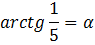 arctg 1/5 = α